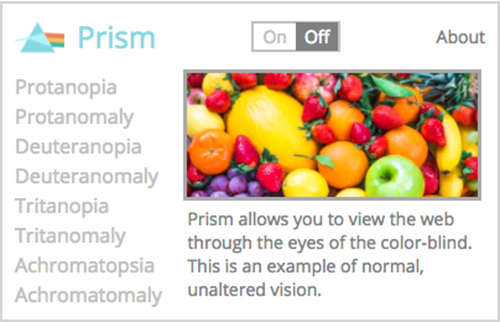 Prism
On Off
About
Protanopia
Protanomaly
Deuteranopia
Deuteranomaly
Tritanopia
Tritanomaly
Achromatopsia
Achromatomaly
Prism allows you to view the web
through the eyes of the color-blind.
This is an example of normal,
unaltered vision.